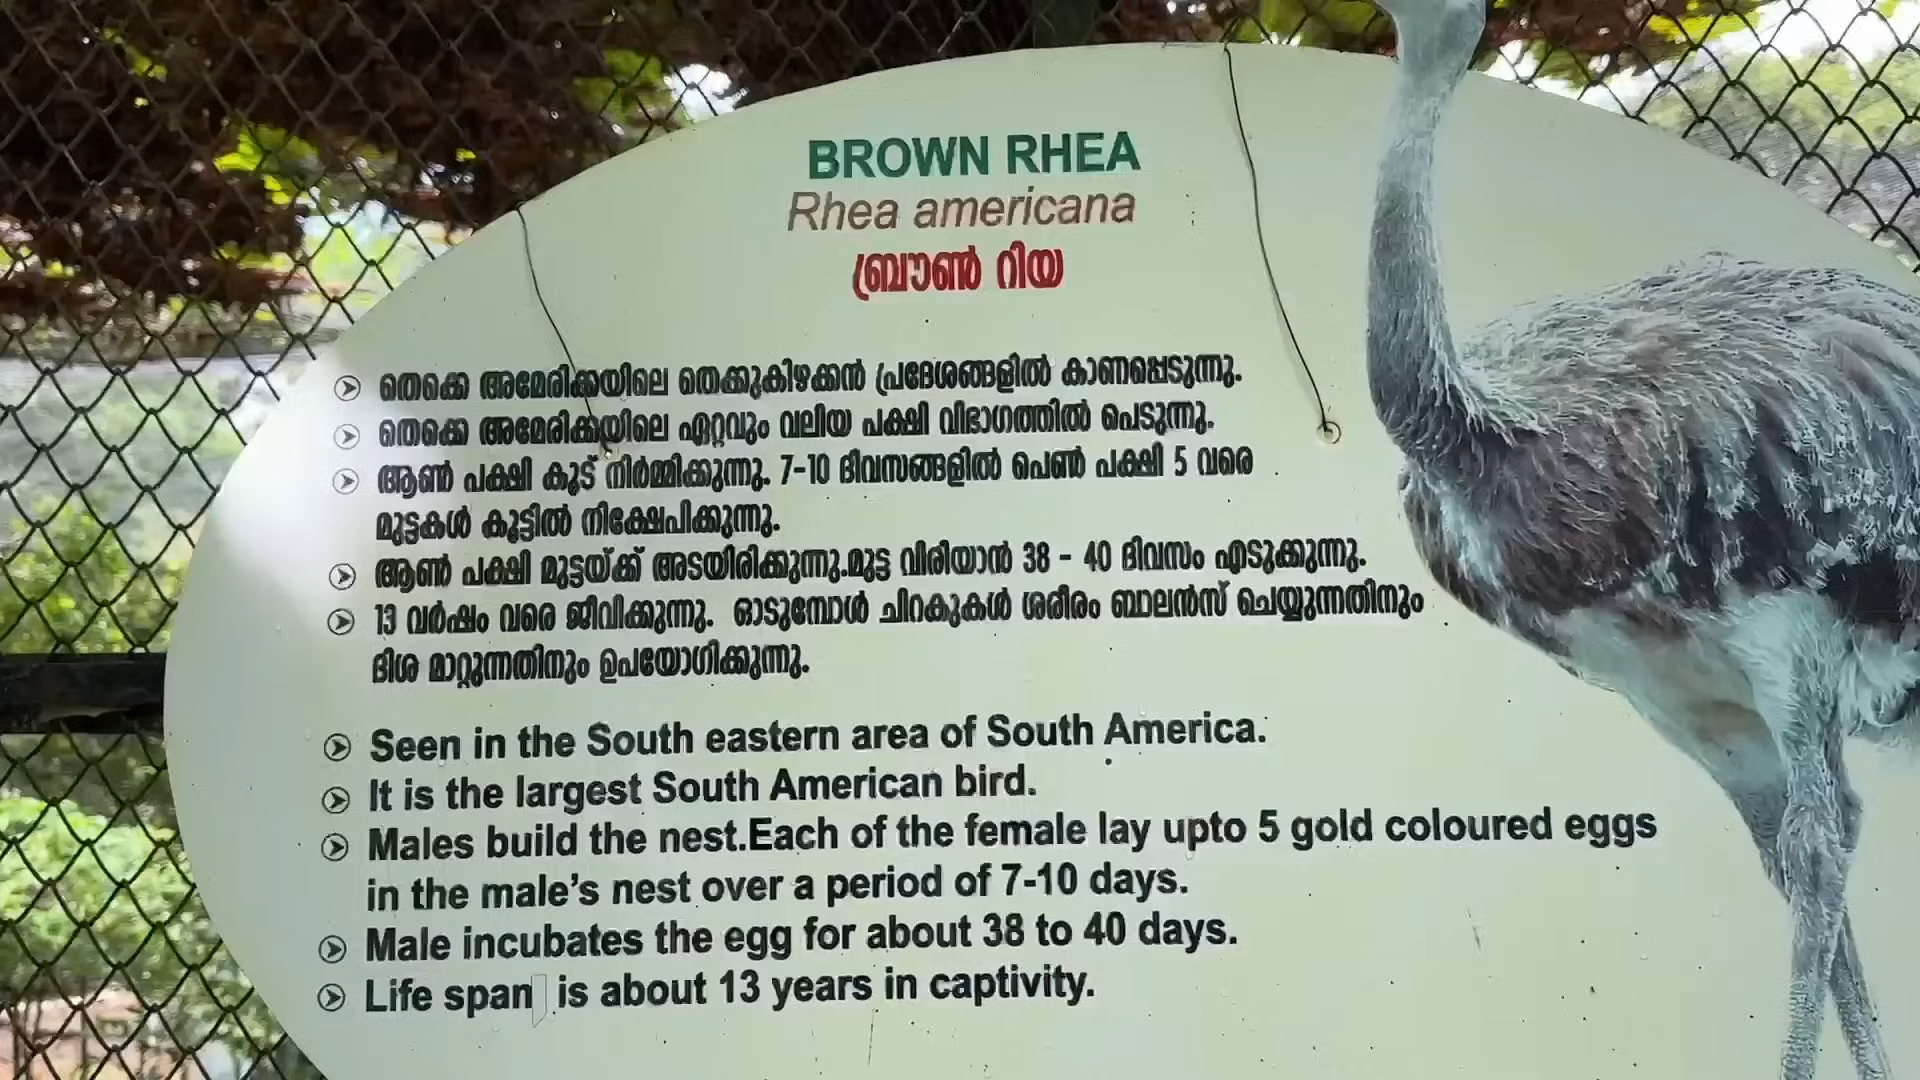 BROWN RHEA
Rhea americana
ബ്രൗൺ റിയ
തെക്കെ അമേരിക്കയിലെ തെക്കുകിഴക്കൻ പ്രദേശങ്ങളിൽ കാണപ്പെടുന്നു.
തെക്കെ അമേരിക്കയിലെ ഏറ്റവും വലിയ പക്ഷി വിഭാഗത്തിൽ പെടുന്നു.
ആൺ പക്ഷി കൂട് നിർമ്മിക്കുന്നു. 7-10 ദിവസങ്ങളിൽ പെൺ പക്ഷി 5 വരെ
മുട്ടകൾ കൂട്ടിൽ നിക്ഷേപിക്കുന്നു.
ആൺ പക്ഷി മുട്ടയ്ക്ക് അടയിരിക്കുന്നു.മുട്ട വിരിയാൻ 38 - 40 ദിവസം എടുക്കുന്നു.
13 വർഷം വരെ ജീവിക്കുന്നു. ഓടുമ്പോൾ ചിറകുകൾ ശരീരം ബാലൻസ് ചെയ്യുന്നതിനും
ദിശ മാറ്റുന്നതിനും ഉപയോഗിക്കുന്നു.
Seen in the South eastern area of South America.
It is the largest South American bird.
Males build the nest.Each of the female lay upto 5 gold coloured eggs
in the male's nest over a period of 7-10 days.
Male incubates the egg for about 38 to 40 days.
Life span is about 13 years in captivity.